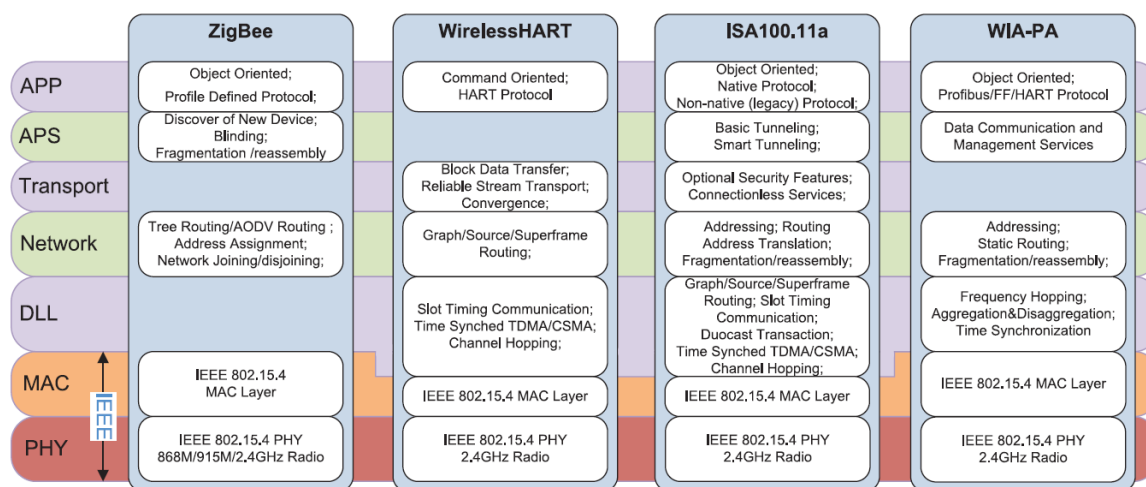 ZigBee
WirelessHART
ISA100.11a
WIA-PA
APP
Object Oriented;
Profile Defined Protocol;
Command Oriented;
HART Protocol
Object Oriented;
Native Protocol;
Non-native (legacy) Protocol;
Object Oriented;
Profibus/FF/HART Protocol
APS
Discover of New Device;
Blinding;
Fragmentation /reassembly
Basic Tunneling;
Smart Tunneling;
Data Communication and
Management Services
Transport
Block Data Transfer;
Reliable Stream Transport;
Convergence;
Optional Security Features;
Connectionless Services;
Network
Tree Routing/AODV Routing ;
Address Assignment;
Network Joining/disjoining;
Graph/Source/Superframe
Routing;
Addressing; Routing
Address Translation;
Fragmentation/reassembly;
Addressing;
Static Routing;
Fragmentation/reassembly;
DLL
Slot Timing Communication;
Time Synched TDMA/CSMA;
Channel Hopping;
Graph/Source/Superframe
Routing; Slot Timing
Communication;
Duocast Transaction;
Time Synched TDMA/CSMA;
Channel Hopping;
Frequency Hopping;
Aggregation&Disaggregation;
Time Synchronization
MAC
IEEE 802.15.4
MAC Layer
IEEE 802.15.4 MAC Layer
IEEE 802.15.4 MAC Layer
IEEE 802.15.4 MAC Layer
IEEE
PHY
IEEE 802.15.4 PHY
868M/915M/2.4GHz Radio
IEEE 802.15.4 PHY
2.4GHz Radio
IEEE 802.15.4 PHY
2.4GHz Radio
IEEE 802.15.4 PHY
2.4GHz Radio